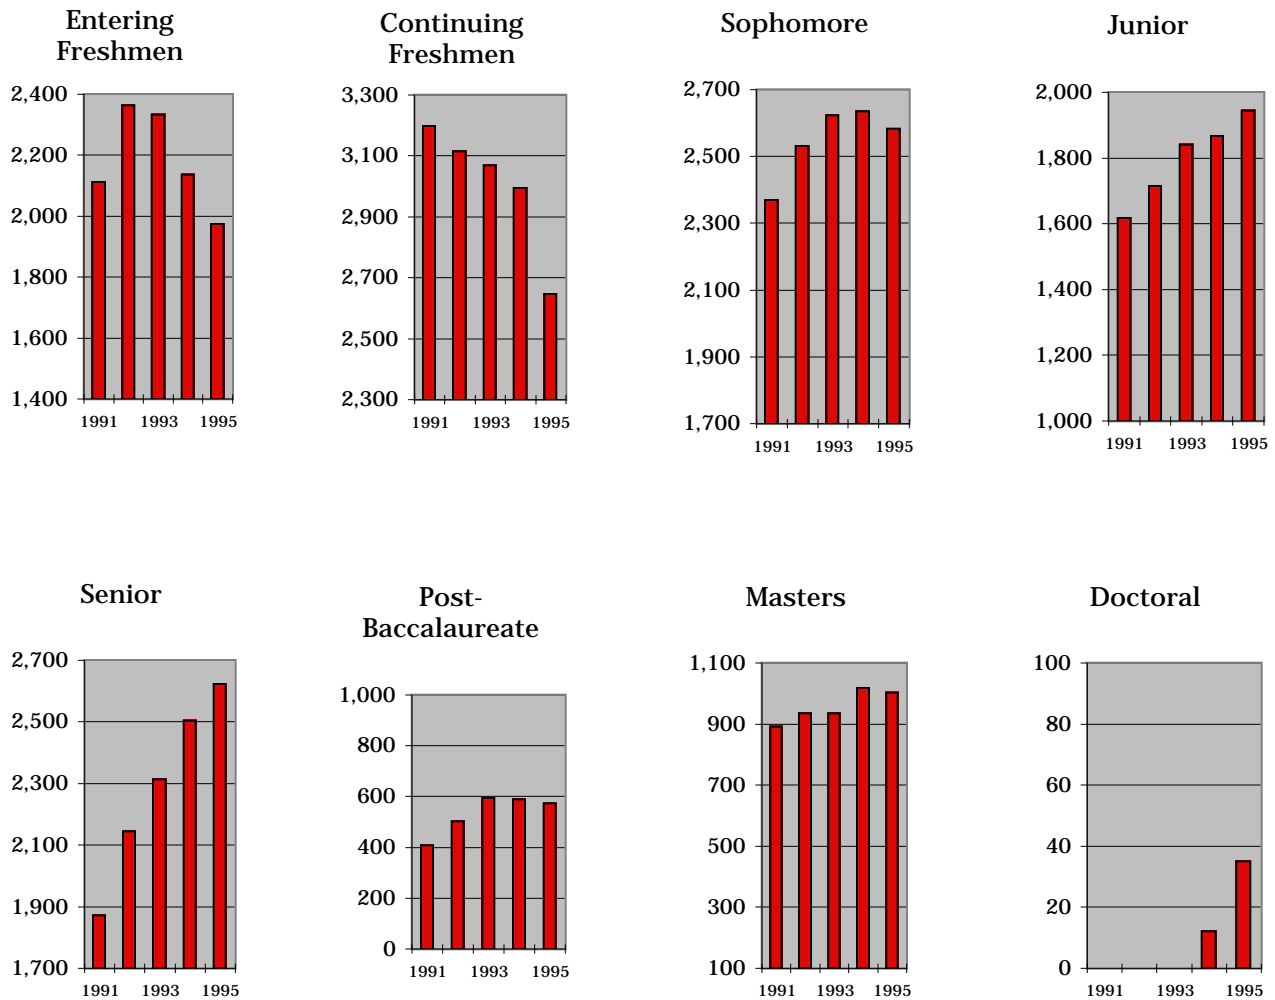 Entering
Freshmen
2,400
2,200
2,000
1,800
1,600
1,400
1991 1993 1995
Continuing
Freshmen
3,300
3,100
2,900
2,700
2,500
2,300
1991 1993 1995
Sophomore
2,700
2,500
2,300
2,100
1,900
1,700
1991 1993 1995
Junior
2,000
1,800
1,600
1,400
1,200
1,000
1991 1993 1995
Senior
2,700
2,500
2,300
2,100
1,900
1,700
1991 1993 1995
Post-
Baccalaureate
1,000
800
600
400
200
0
1991 1993 1995
Masters
1,100
900
700
500
300
100
1991 1993 1995
Doctoral
100
80
60
40
20
0
1991 1993 1995